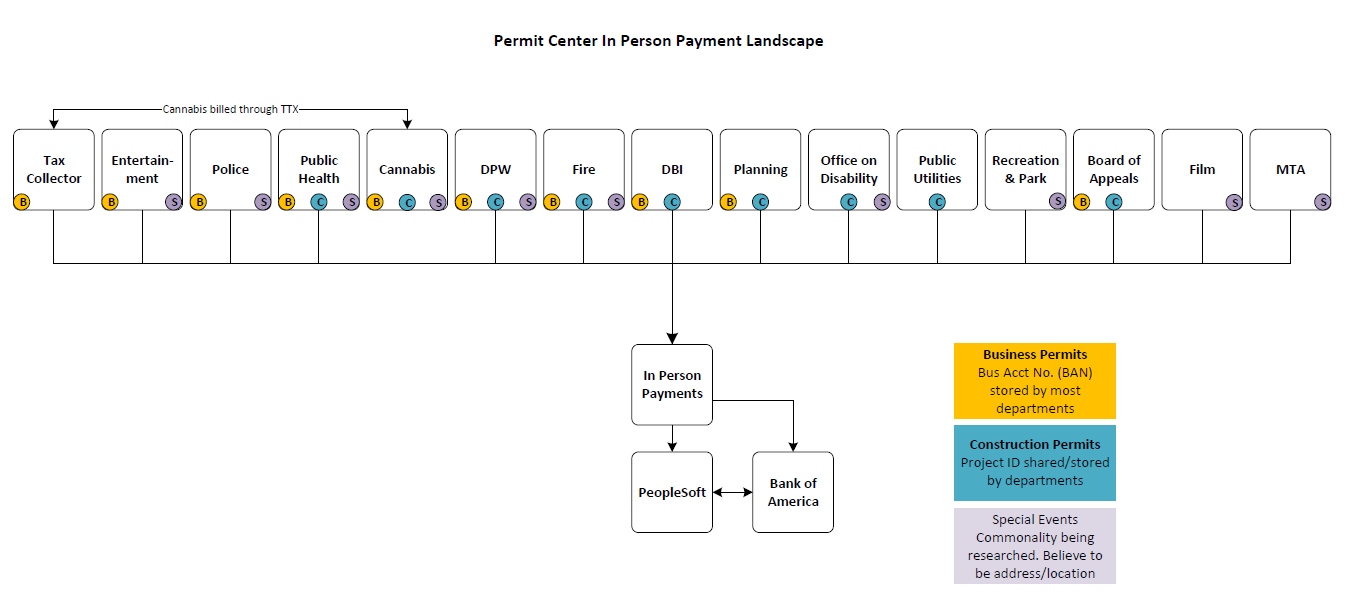 Permit Center In Person Payment Landscape
Cannabis billed through TTX
Tax
Collector
B
Entertain-
ment
B S
Police
B S
Public
Health
B C S
Cannabis
B C S
DPW
B C S
Fire
B C S
DBI
B C
Planning
B C
Office on
Disability
C S
Public
Utilities
C
Recreation
& Park
S
Board of
Appeals
B C
Film
S
MTA
S
In Person
Payments
PeopleSoft
Bank of
America
Business Permits
Bus Acct No. (BAN)
stored by most
departments
Construction Permits
Project ID shared/stored
by departments
Special Events
Commonality being
researched. Believe to
be address/location